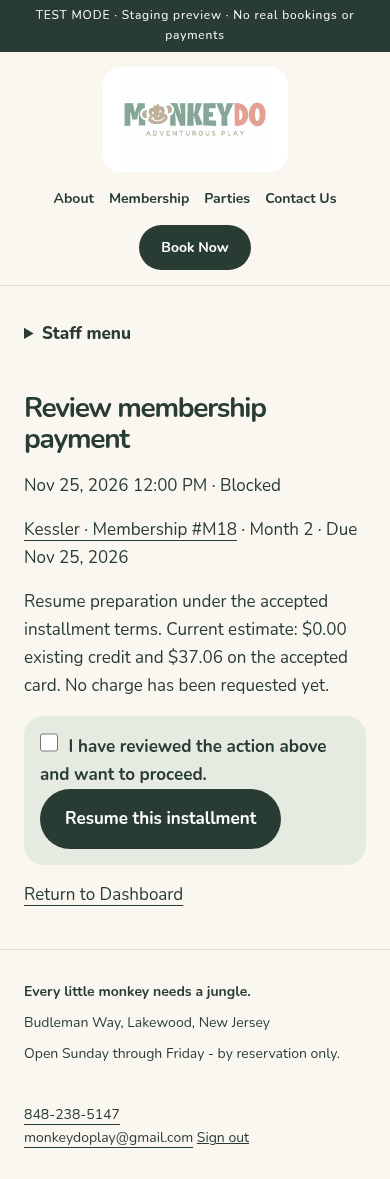 TEST MODE · Staging preview · No real bookings or
payments
MONKEYDO
ADVENTUROUS PLAY
About Membership Parties Contact Us
Book Now
▶ Staff menu
Review membership
payment
Nov 25, 2026 12:00 PM · Blocked
Kessler · Membership #M18 · Month 2 · Due
Nov 25, 2026
Resume preparation under the accepted
installment terms. Current estimate: $0.00
existing credit and $37.06 on the accepted
card. No charge has been requested yet.
I have reviewed the action above
and want to proceed.
Resume this installment
Return to Dashboard
Every little monkey needs a jungle.
Budleman Way, Lakewood, New Jersey
Open Sunday through Friday - by reservation only.
848-238-5147
monkeydoplay@gmail.com Sign out